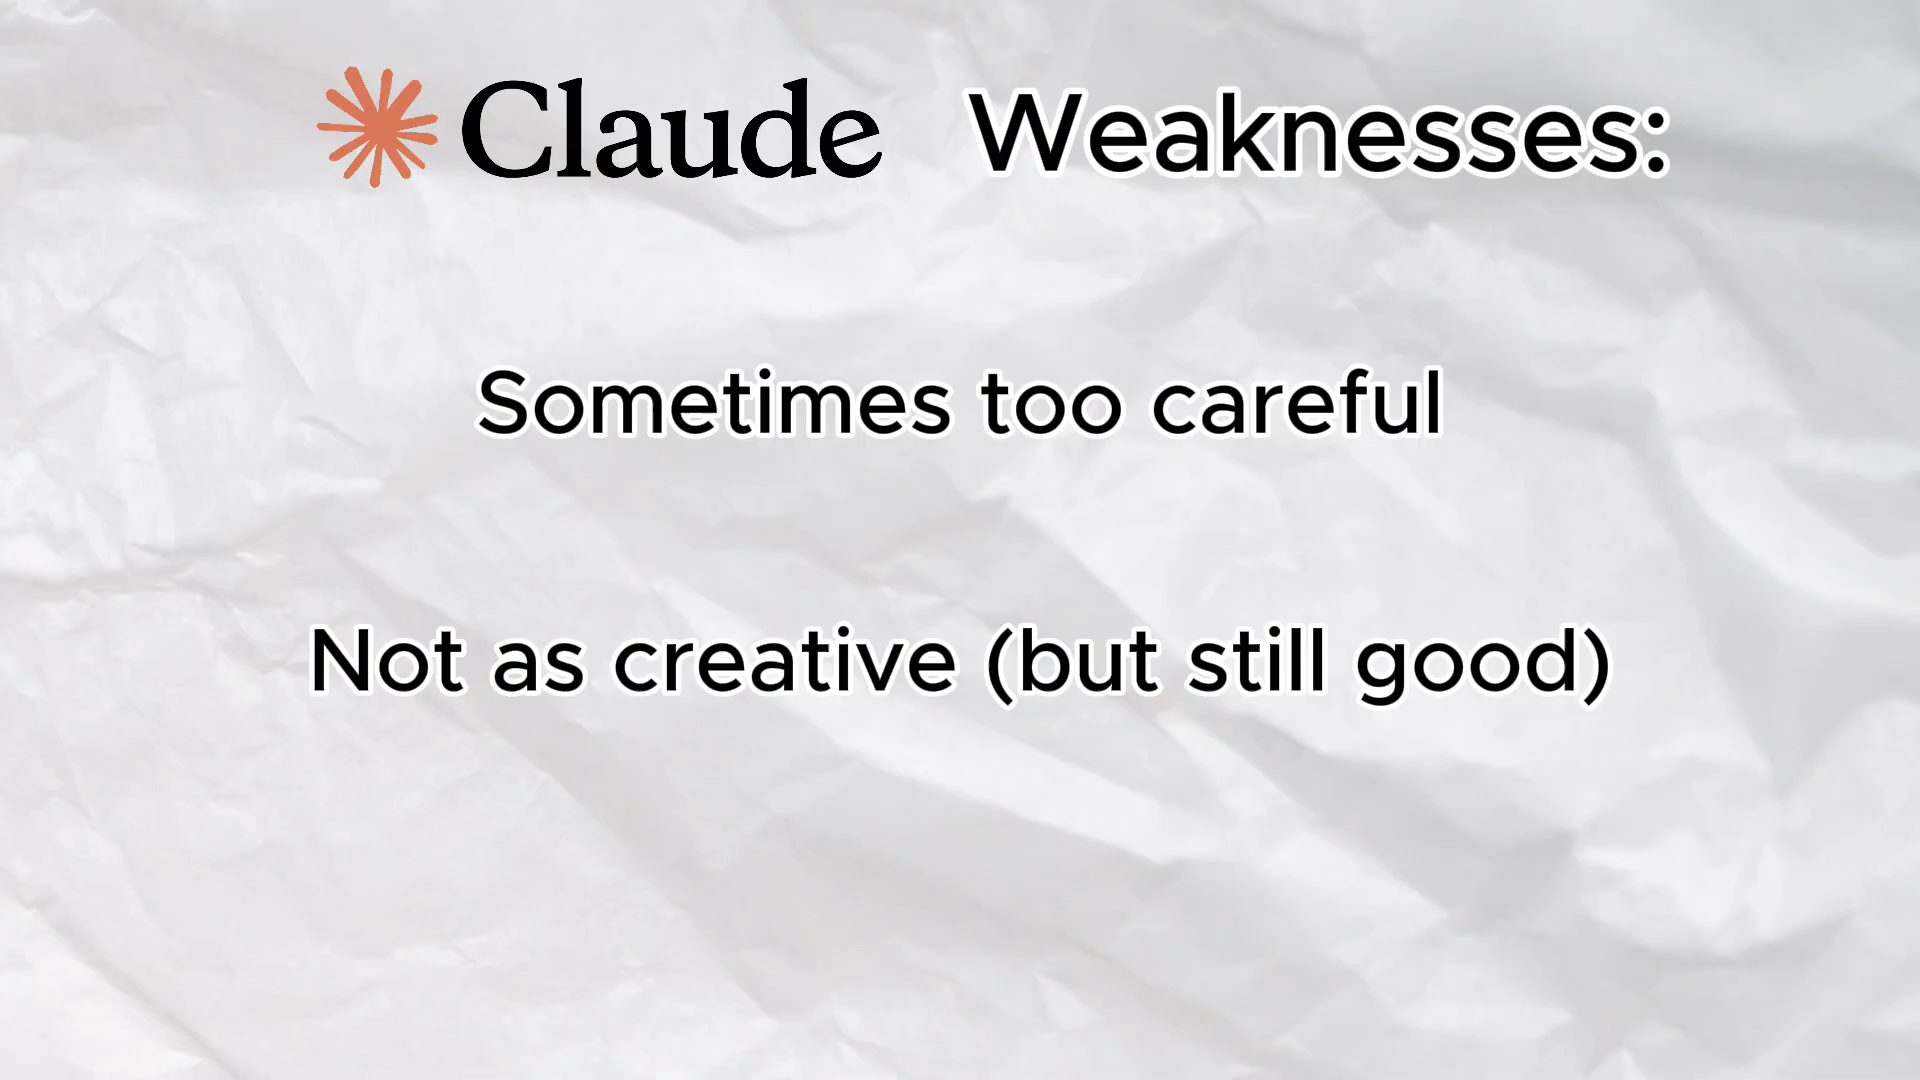 Claude Weaknesses:
Sometimes too careful
Not as creative (but still good)